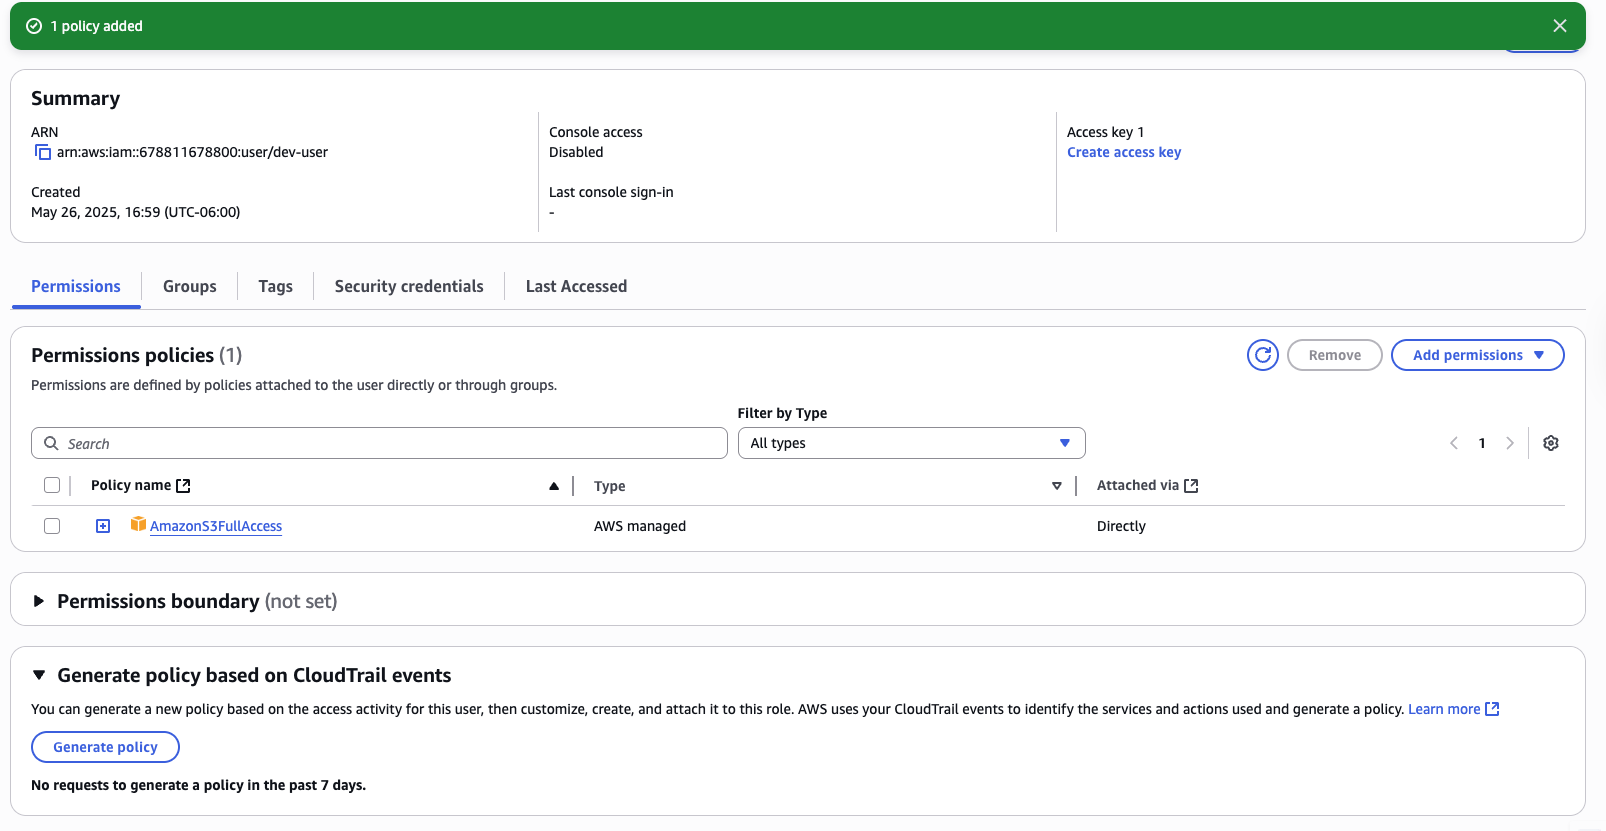 1 policy added
Summary
ARN
arn:aws:iam::678811678800:user/dev-user
Created
May 26, 2025, 16:59 (UTC-06:00)
Console access
Disabled
Last console sign-in
-
Access key 1
Create access key
Permissions
Groups
Tags
Security credentials
Last Accessed
Permissions policies (1)
Permissions are defined by policies attached to the user directly or through groups.
Remove
Add permissions
Filter by Type
Search
All types
1
Policy name
Type
Attached via
AmazonS3FullAccess
AWS managed
Directly
Permissions boundary (not set)
Generate policy based on CloudTrail events
You can generate a new policy based on the access activity for this user, then customize, create, and attach it to this role. AWS uses your CloudTrail events to identify the services and actions used and generate a policy. Learn more
Generate policy
No requests to generate a policy in the past 7 days.